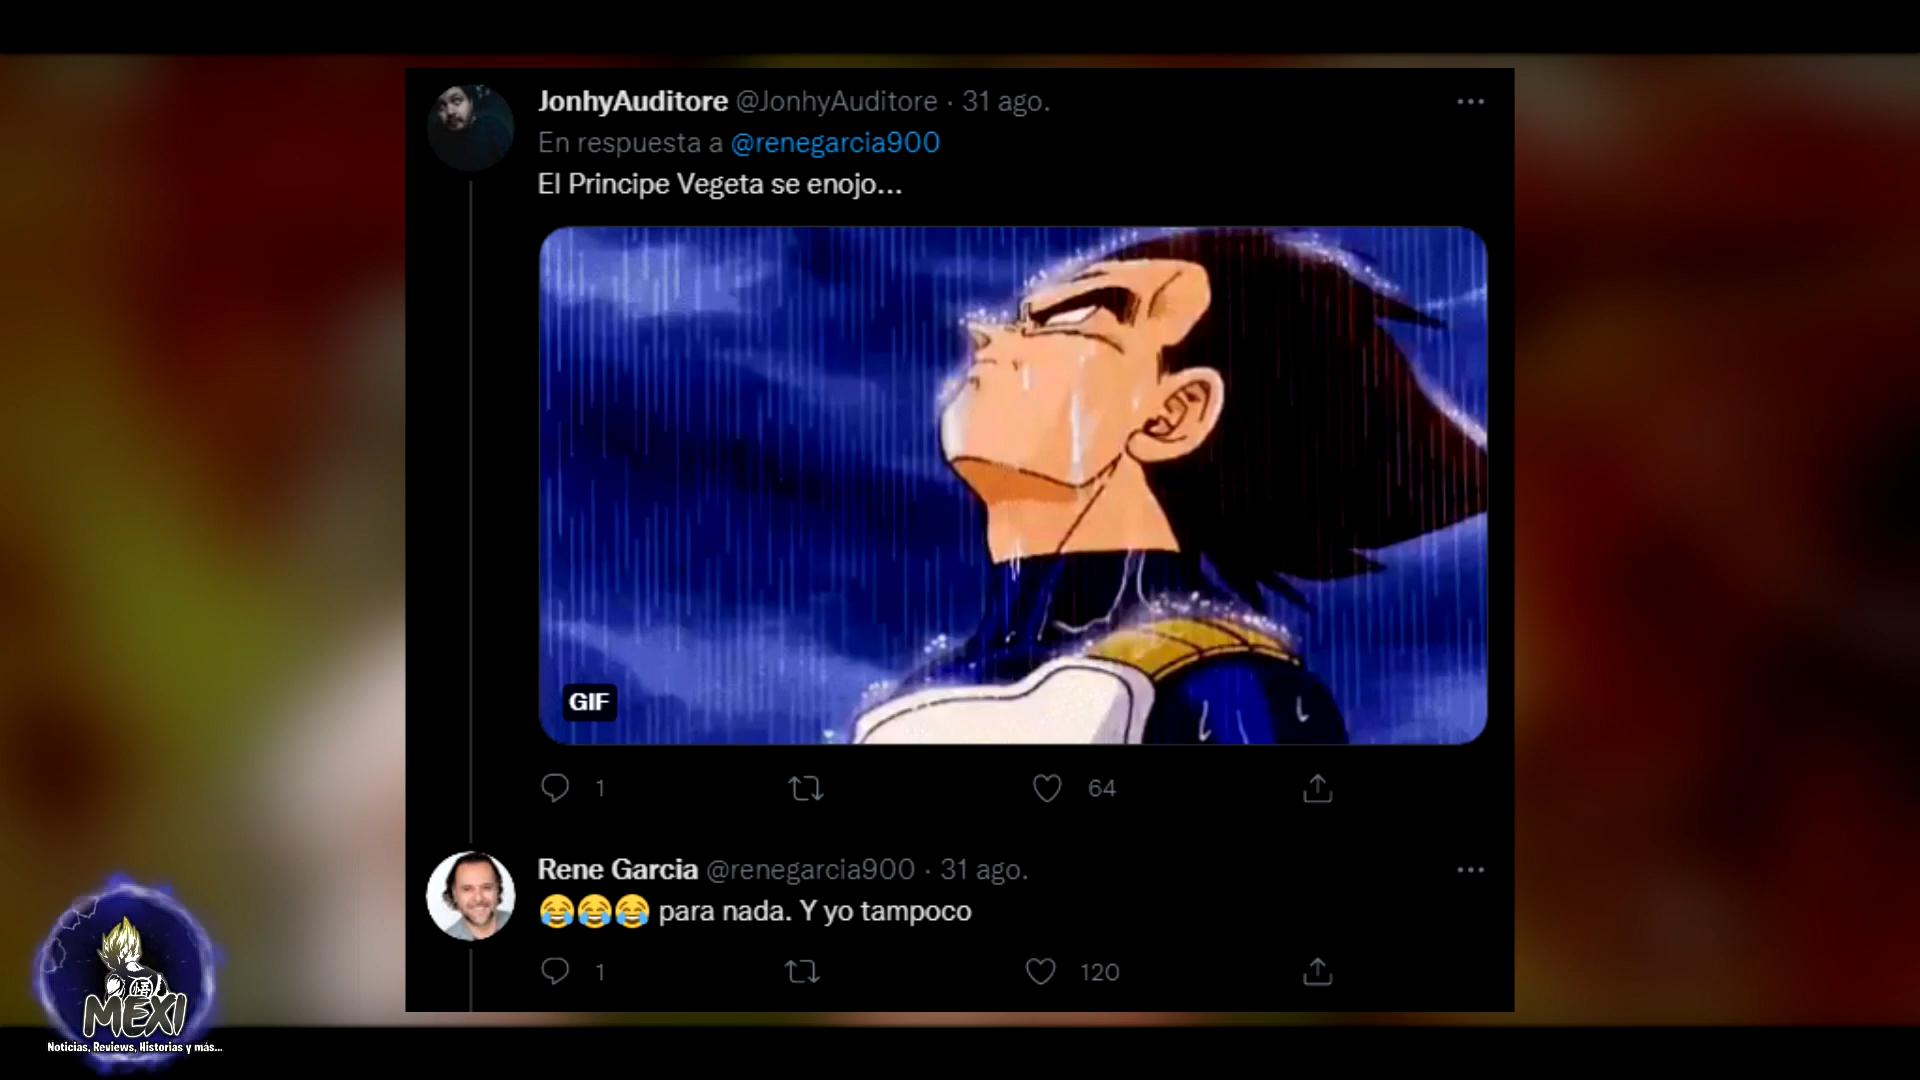 JonhyAuditore @JonhyAuditore · 31 ago.
En respuesta a @renegarcia900
El Principe Vegeta se enojo...
GIF
1
64
Rene Garcia @renegarcia900 · 31 ago.
😂😂😂 para nada. Y yo tampoco
1
120
MEXI
Noticias, Reviews, Historias y más...